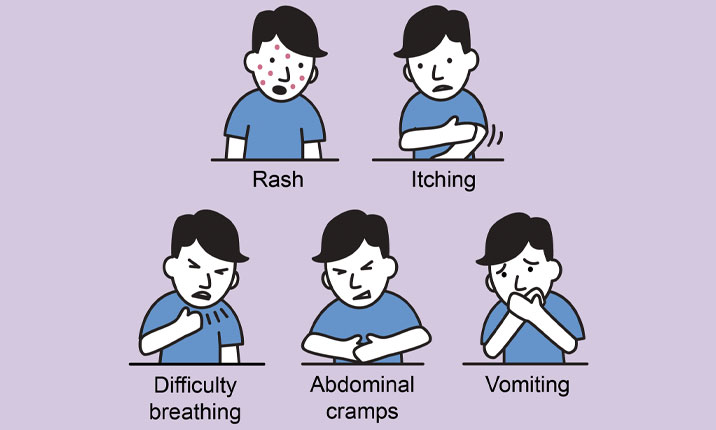 Rash
Itching
Difficulty
breathing
Abdominal
cramps
Vomiting